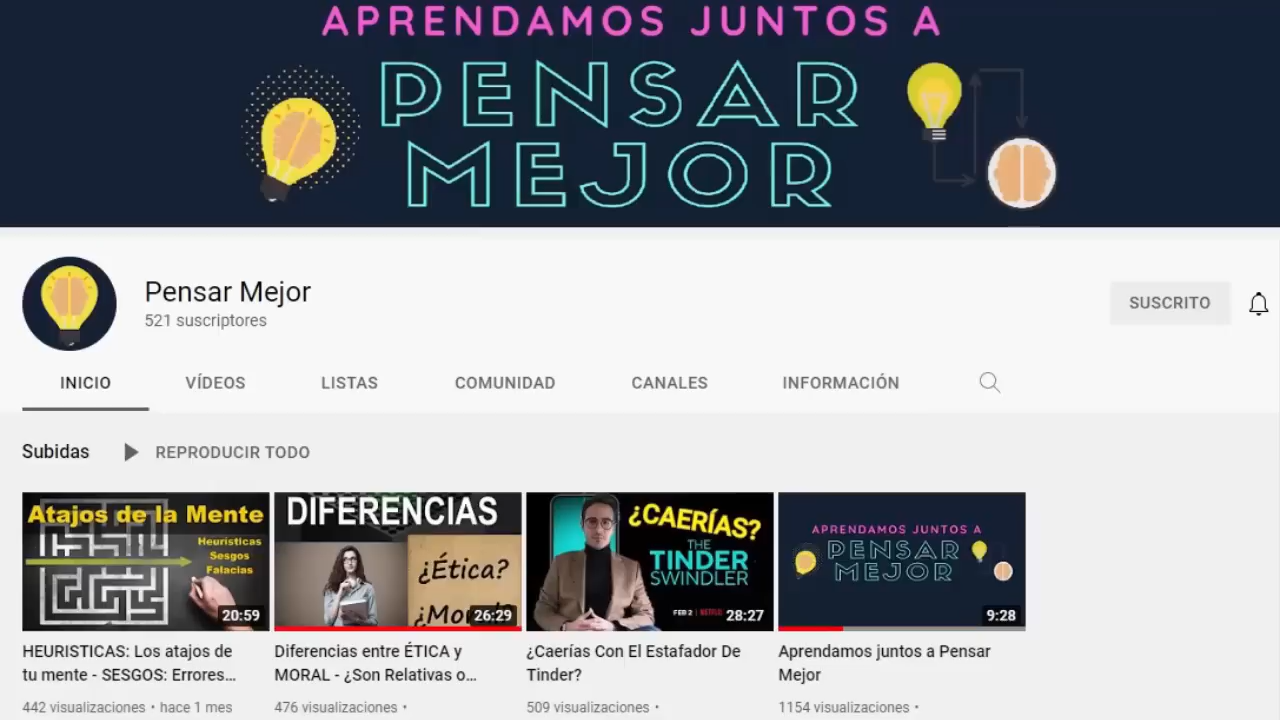 APRENDAMOS JUNTOS A
PENSAR
MEJOR
Pensar Mejor
521 suscriptores
SUSCRITO
INICIO VÍDEOS LISTAS COMUNIDAD CANALES INFORMACIÓN
Subidas REPRODUCIR TODO
Atajos de la Mente
Heurísticas
Sesgos
Falacias
20:59
DIFERENCIAS
¿Ética?
26:29
¿CAERÍAS?
THE
TINDER
SWINDLER
FEB 2 | NETFLIX
28:27
APRENDAMOS JUNTOS A
PENSAR
MEJOR
9:28
HEURISTICAS: Los atajos de
tu mente - SESGOS: Errores...
442 visualizaciones • hace 1 mes
Diferencias entre ÉTICA y
MORAL - ¿Son Relativas o...
476 visualizaciones •
¿Caerías Con El Estafador De
Tinder?
509 visualizaciones •
Aprendamos juntos a Pensar
Mejor
1154 visualizaciones •